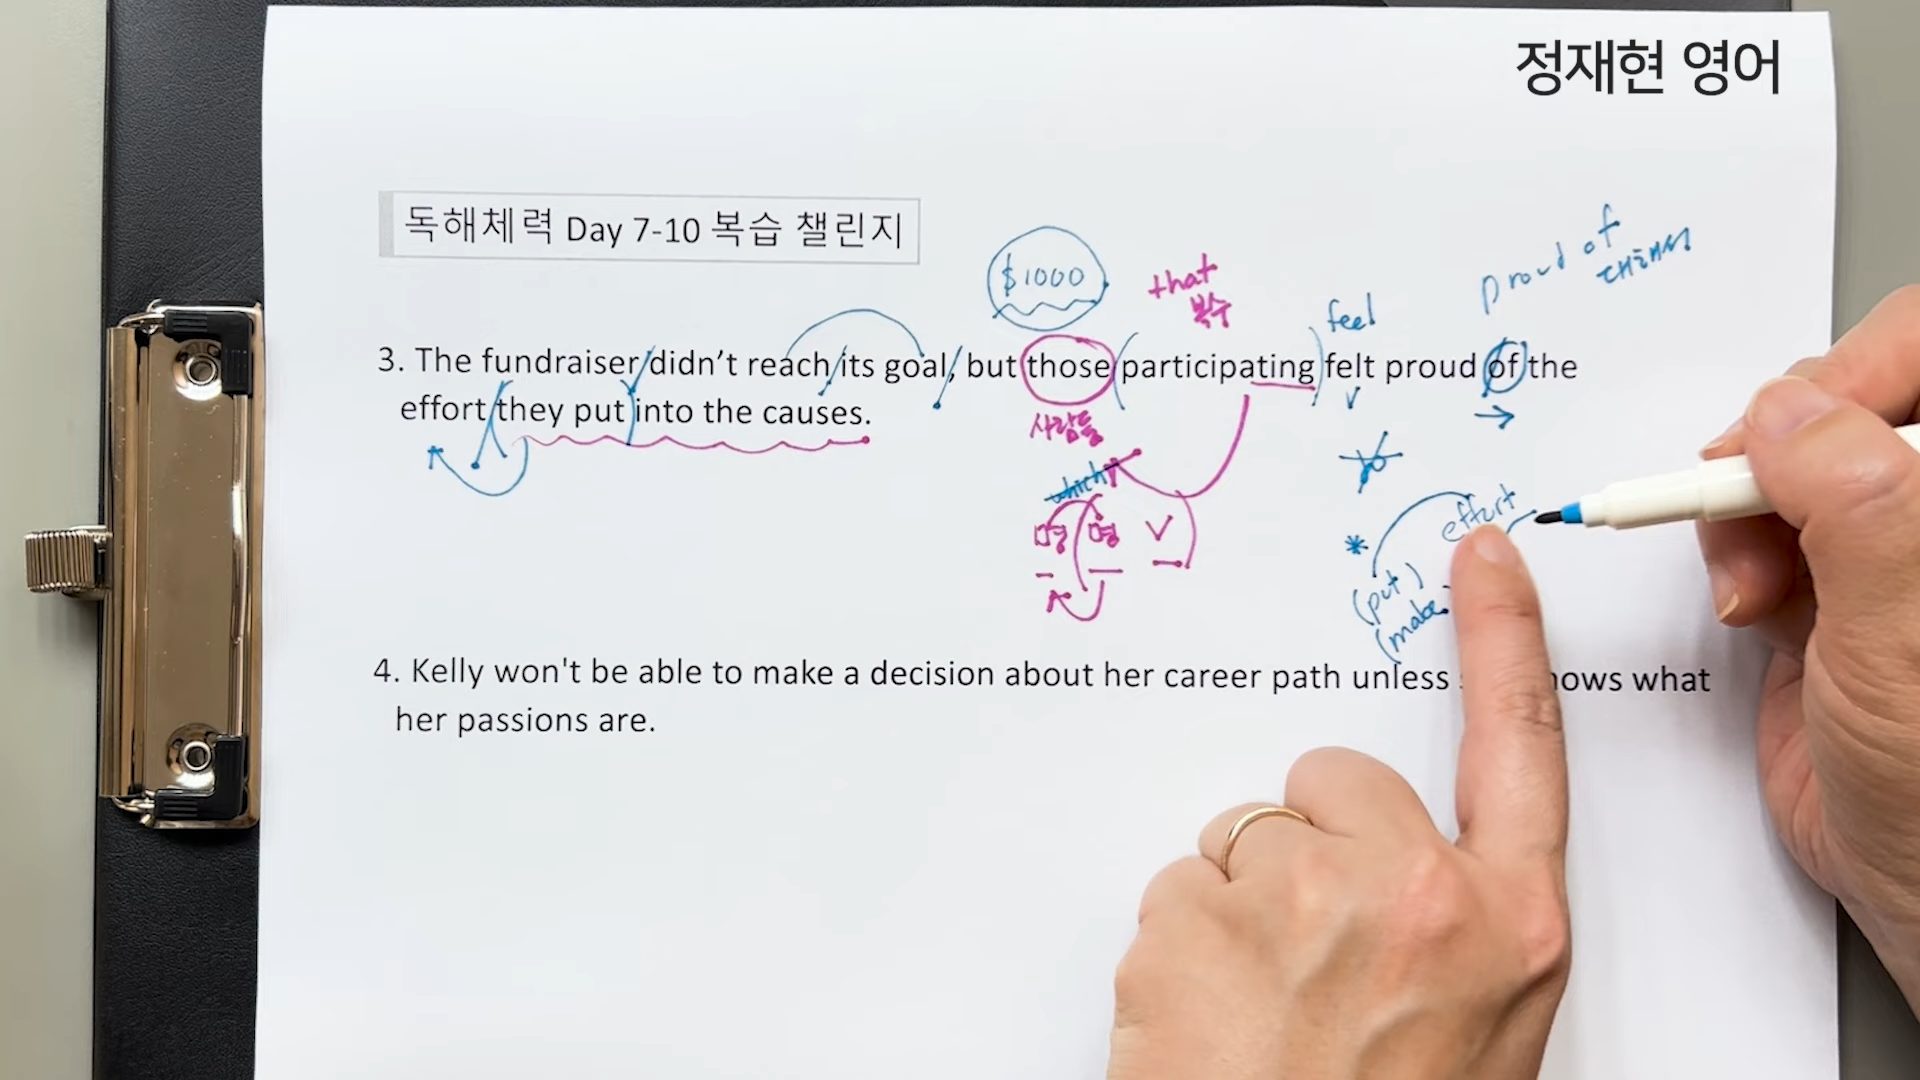 정재현 영어
독해체력 Day 7-10 복습 챌린지
proud of
대해서
$1000
that
복수
feel
3. The fundraiser didn't reach its goal, but those participating felt proud of the
effort they put into the causes.
사람들
which
명 명 V
effort
(put)
(make
4. Kelly won't be able to make a decision about her career path unless nows what
her passions are.